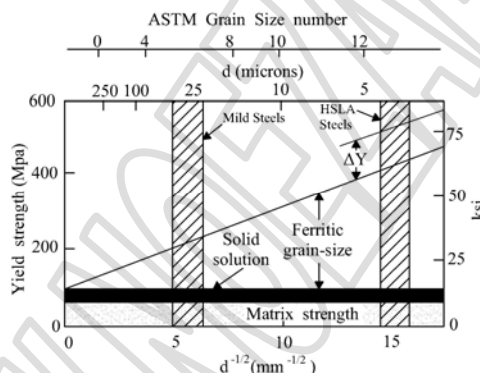 ASTM Grain Size number
0 4 8 10 12
d (microns)
250 100 25 10 5
600
400
200
0
Yield strength (Mpa)
Mild Steels
HSLA
Steels
ΔY
Solid
solution
Ferritic
grain-size
Matrix strength
75
50
25
0
ksi
0 5 10 15
d-1/2(mm-1/2)